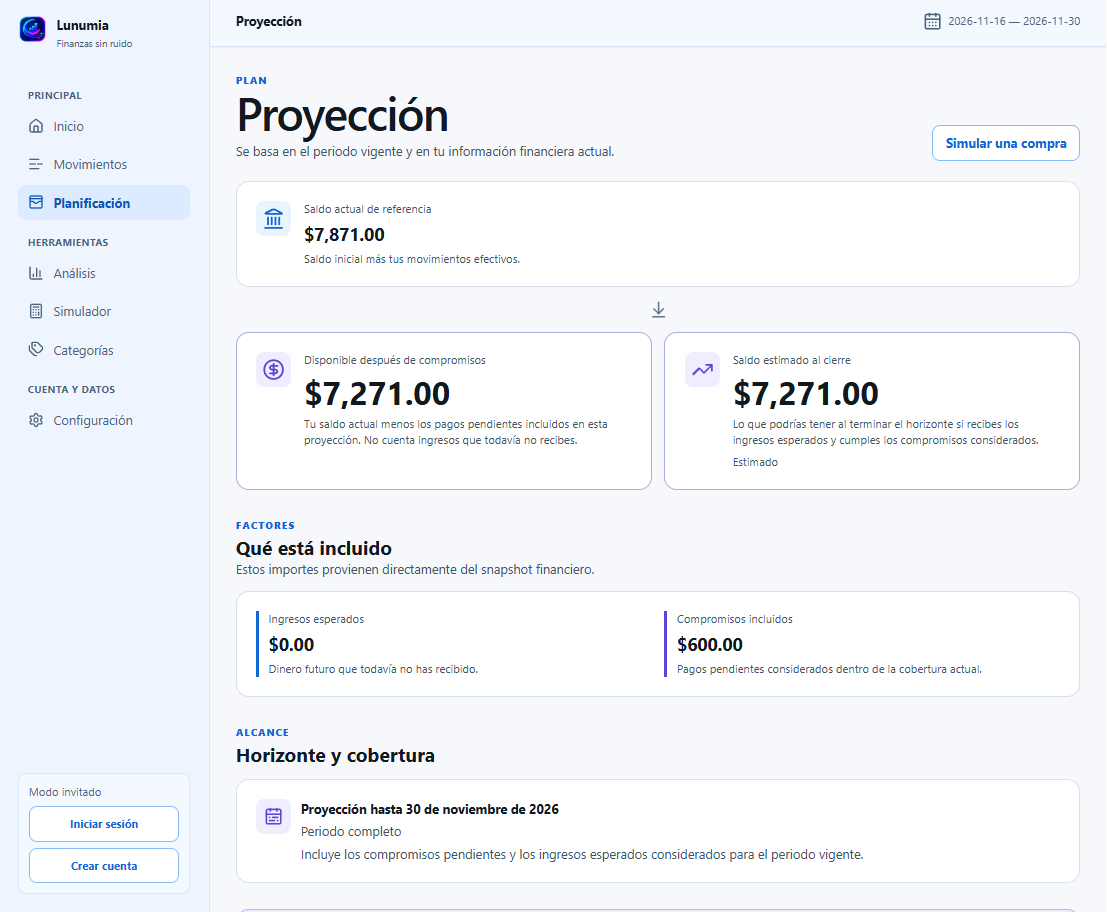 Lunumia
Finanzas sin ruido
PRINCIPAL
Inicio
Movimientos
Planificación
HERRAMIENTAS
Análisis
Simulador
Categorías
CUENTA Y DATOS
Configuración
Modo invitado
Iniciar sesión
Crear cuenta
Proyección
2026-11-16 — 2026-11-30
PLAN
Proyección
Se basa en el periodo vigente y en tu información financiera actual.
Simular una compra
Saldo actual de referencia
$7,871.00
Saldo inicial más tus movimientos efectivos.
Disponible después de compromisos
$7,271.00
Tu saldo actual menos los pagos pendientes incluidos en esta
proyección. No cuenta ingresos que todavía no recibes.
Saldo estimado al cierre
$7,271.00
Lo que podrías tener al terminar el horizonte si recibes los
ingresos esperados y cumples los compromisos considerados.
Estimado
FACTORES
Qué está incluido
Estos importes provienen directamente del snapshot financiero.
Ingresos esperados
$0.00
Dinero futuro que todavía no has recibido.
Compromisos incluidos
$600.00
Pagos pendientes considerados dentro de la cobertura actual.
ALCANCE
Horizonte y cobertura
Proyección hasta 30 de noviembre de 2026
Periodo completo
Incluye los compromisos pendientes y los ingresos esperados considerados para el periodo vigente.